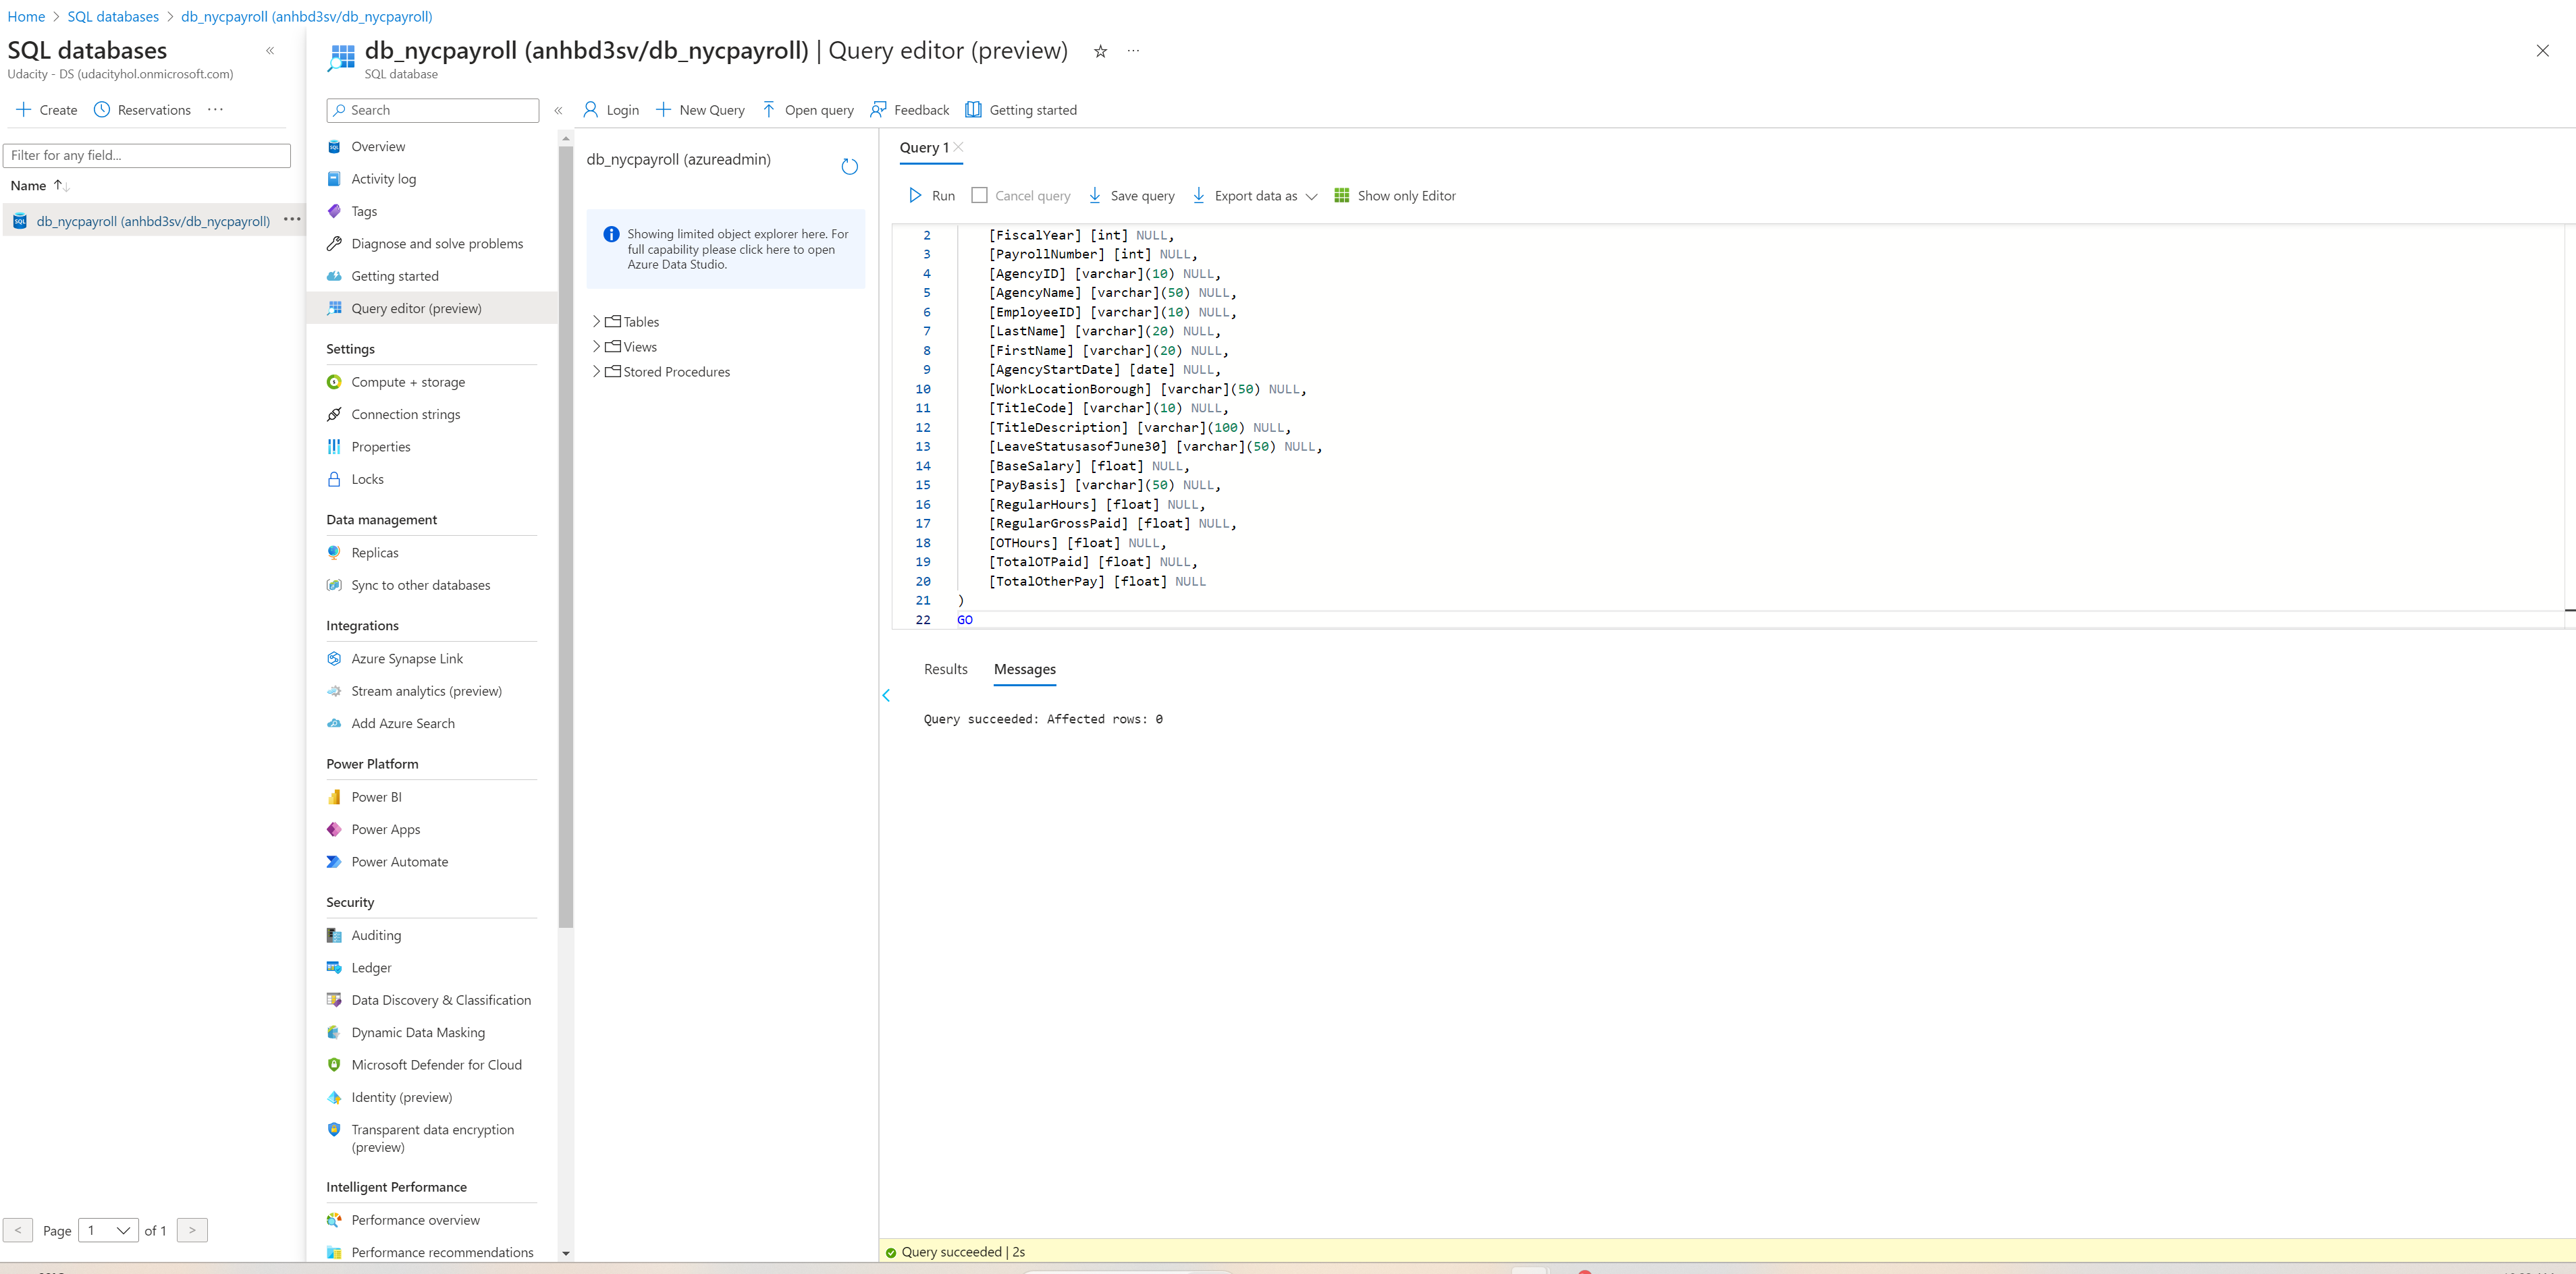 Home > SQL databases > db_nycpayroll (anhbd3sv/db_nycpayroll)
SQL databases
Udacity - DS (udacityhol.onmicrosoft.com)
Create
Reservations
Filter for any field...
Name
db_nycpayroll (anhbd3sv/db_nycpayroll)
< Page 1 of 1 >
db_nycpayroll (anhbd3sv/db_nycpayroll) | Query editor (preview)
SQL database
Search
Overview
Activity log
Tags
Diagnose and solve problems
Getting started
Query editor (preview)
Settings
Compute + storage
Connection strings
Properties
Locks
Data management
Replicas
Sync to other databases
Integrations
Azure Synapse Link
Stream analytics (preview)
Add Azure Search
Power Platform
Power BI
Power Apps
Power Automate
Security
Auditing
Ledger
Data Discovery & Classification
Dynamic Data Masking
Microsoft Defender for Cloud
Identity (preview)
Transparent data encryption
(preview)
Intelligent Performance
Performance overview
Performance recommendations
Login
New Query
Open query
Feedback
Getting started
db_nycpayroll (azureadmin)
Showing limited object explorer here. For
full capability please click here to open
Azure Data Studio.
Tables
Views
Stored Procedures
Query 1
Run
Cancel query
Save query
Export data as
Show only Editor
2 [FiscalYear] [int] NULL,
3 [PayrollNumber] [int] NULL,
4 [AgencyID] [varchar](10) NULL,
5 [AgencyName] [varchar](50) NULL,
6 [EmployeeID] [varchar](10) NULL,
7 [LastName] [varchar](20) NULL,
8 [FirstName] [varchar](20) NULL,
9 [AgencyStartDate] [date] NULL,
10 [WorkLocationBorough] [varchar](50) NULL,
11 [TitleCode] [varchar](10) NULL,
12 [TitleDescription] [varchar](100) NULL,
13 [LeaveStatusasofJune30] [varchar](50) NULL,
14 [BaseSalary] [float] NULL,
15 [PayBasis] [varchar](50) NULL,
16 [RegularHours] [float] NULL,
17 [RegularGrossPaid] [float] NULL,
18 [OTHours] [float] NULL,
19 [TotalOTPaid] [float] NULL,
20 [TotalOtherPay] [float] NULL
21 )
22 GO
Results
Messages
Query succeeded: Affected rows: 0
Query succeeded | 2s